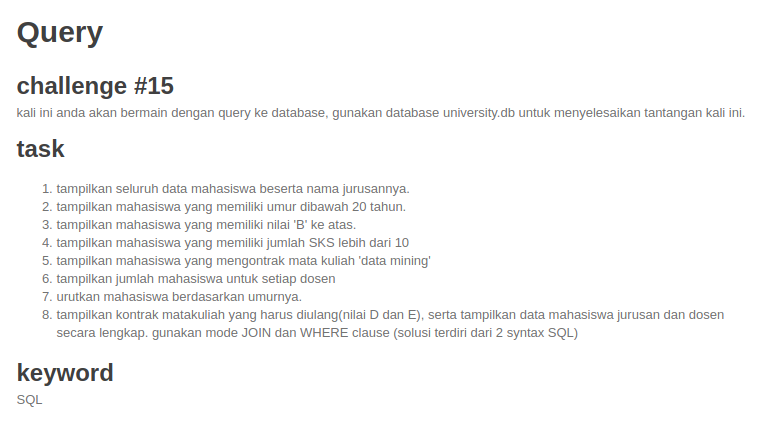 Query
challenge #15
kali ini anda akan bermain dengan query ke database, gunakan database university.db untuk menyelesaikan tantangan kali ini.
task
1. tampilkan seluruh data mahasiswa beserta nama jurusannya.
2. tampilkan mahasiswa yang memiliki umur dibawah 20 tahun.
3. tampilkan mahasiswa yang memiliki nilai 'B' ke atas.
4. tampilkan mahasiswa yang memiliki jumlah SKS lebih dari 10
5. tampilkan mahasiswa yang mengontrak mata kuliah 'data mining'
6. tampilkan jumlah mahasiswa untuk setiap dosen
7. urutkan mahasiswa berdasarkan umurnya.
8. tampilkan kontrak matakuliah yang harus diulang(nilai D dan E), serta tampilkan data mahasiswa jurusan dan dosen
secara lengkap. gunakan mode JOIN dan WHERE clause (solusi terdiri dari 2 syntax SQL)
keyword
SQL